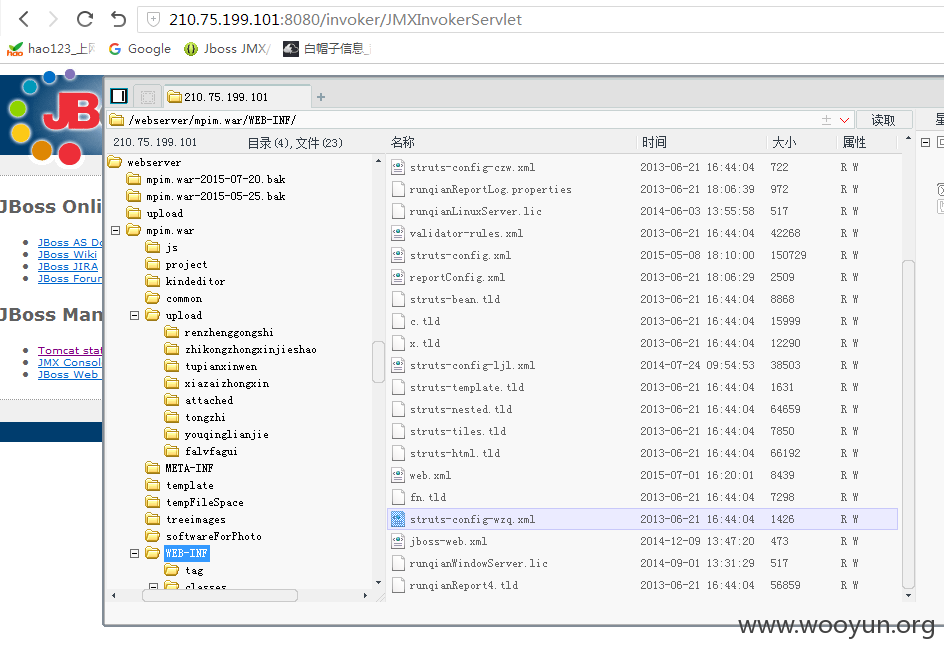 210.75.199.101:8080/invoker/JMXInvokerServlet
hao123_上网 Google Jboss JMX/ 白帽子信息_
JB
210.75.199.101
/webserver/mpim.war/WEB-INF/ 读取
210.75.199.101 目录(4),文件(23) 名称 时间 大小 属性
webserver
mpim.war-2015-07-20.bak
mpim.war-2015-05-25.bak
upload
mpim.war
js
project
kindeditor
common
upload
renzhenggongshi
zhikongzhongxinjieshao
tupianxinwen
xiazaizhongxin
attached
tongzhi
youqinglianjie
falvfagui
META-INF
template
tempFileSpace
treeimages
softwareForPhoto
WEB-INF
tag
classes
struts-config-czw.xml 2013-06-21 16:44:04 722 R W
runqianReportLog.properties 2013-06-21 18:06:39 972 R W
runqianLinuxServer.lic 2014-06-03 13:55:58 517 R W
validator-rules.xml 2013-06-21 16:44:04 42268 R W
struts-config.xml 2015-05-08 18:10:00 150729 R W
reportConfig.xml 2013-06-21 18:06:29 2509 R W
struts-bean.tld 2013-06-21 16:44:04 8868 R W
c.tld 2013-06-21 16:44:04 15999 R W
x.tld 2013-06-21 16:44:04 12290 R W
struts-config-ljl.xml 2014-07-24 09:54:53 38503 R W
struts-template.tld 2013-06-21 16:44:04 1631 R W
struts-nested.tld 2013-06-21 16:44:04 64659 R W
struts-tiles.tld 2013-06-21 16:44:04 7850 R W
struts-html.tld 2013-06-21 16:44:04 66192 R W
web.xml 2015-07-01 16:20:01 8439 R W
fn.tld 2013-06-21 16:44:04 7298 R W
struts-config-wzq.xml 2013-06-21 16:44:04 1426 R W
jboss-web.xml 2014-12-09 13:47:20 473 R W
runqianWindowServer.lic 2014-09-01 13:31:29 517 R W
runqianReport4.tld 2013-06-21 16:44:04 56859 R W
JBoss Onli
JBoss AS Do
JBoss Wiki
JBoss JIRA
JBoss Forum
JBoss Man
Tomcat stat
JMX Consol
JBoss Web
www.wooyun.org